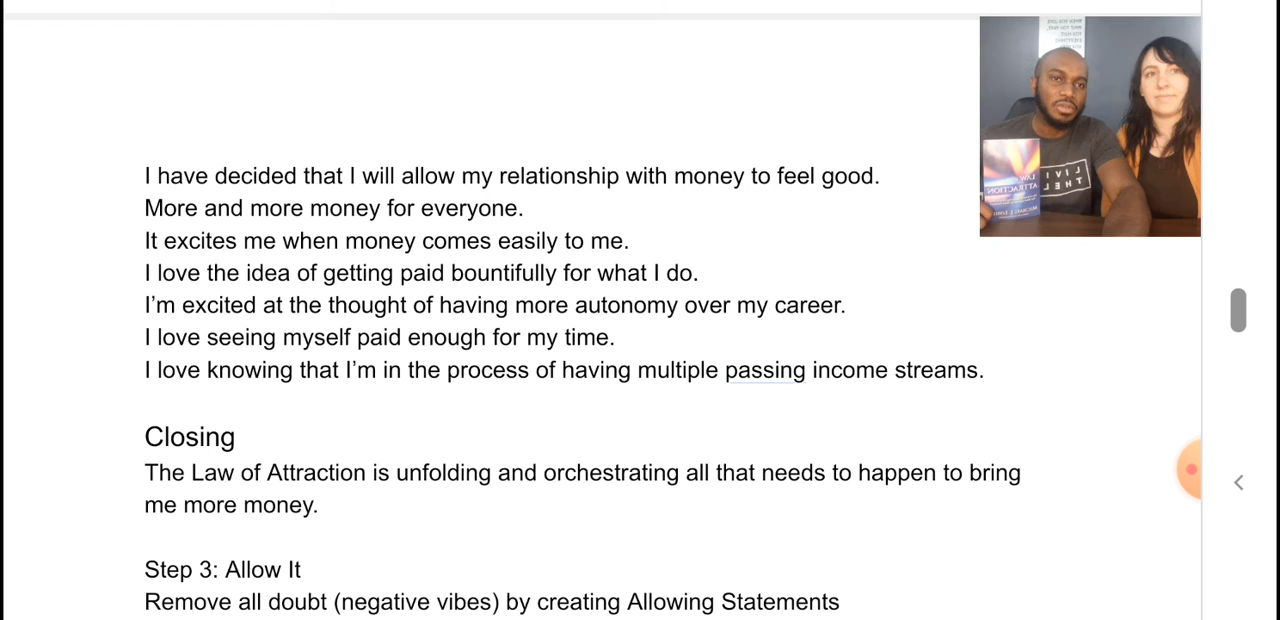 I have decided that I will allow my relationship with money to feel good.
More and more money for everyone.
It excites me when money comes easily to me.
I love the idea of getting paid bountifully for what I do.
I'm excited at the thought of having more autonomy over my career.
I love seeing myself paid enough for my time.
I love knowing that I'm in the process of having multiple passing income streams.
Closing
The Law of Attraction is unfolding and orchestrating all that needs to happen to bring
me more money.
Step 3: Allow It
Remove all doubt (negative vibes) by creating Allowing Statements
LAW
ATTRACTION
LIVI
THE L